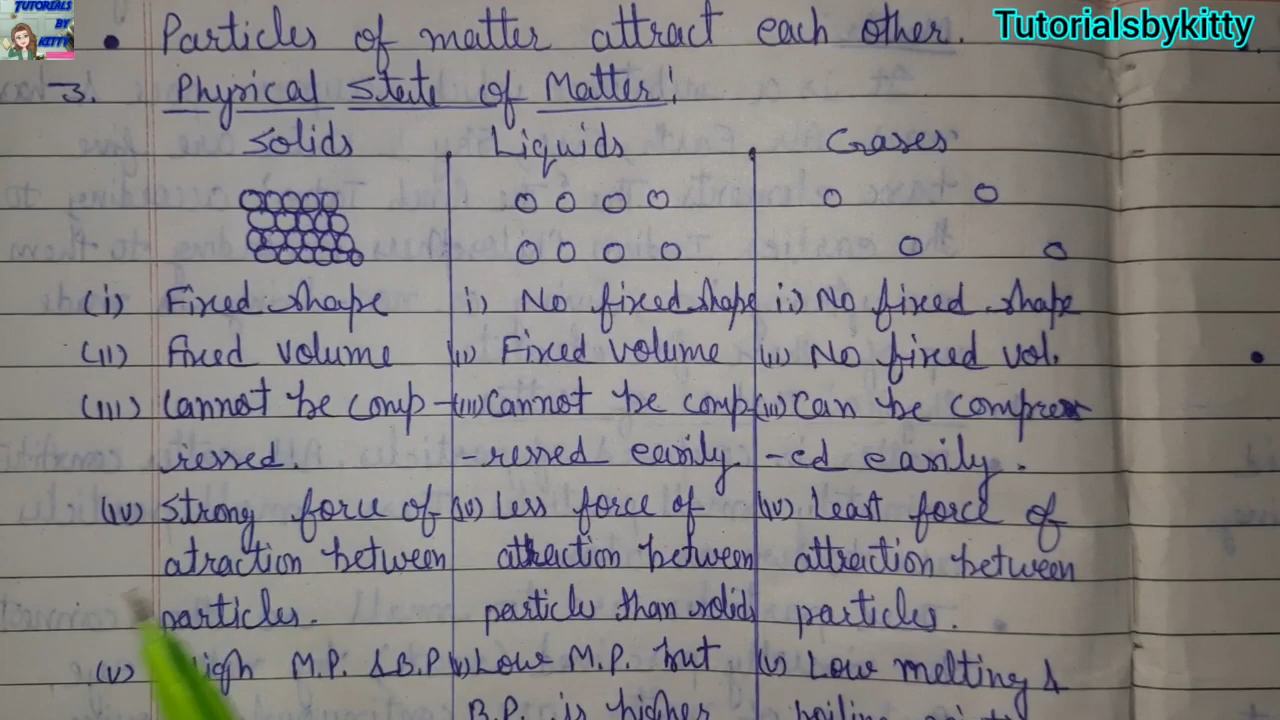 TUTORIALS
BY
KITTY
Tutorialsbykitty
• Particles of matter attract each other.
3. Physical State of Matter:
Solids Liquids Gases
(i) Fixed shape i) No fixed shape i) No fixed shape
(ii) Fixed volume (ii) Fixed volume (ii) No fixed vol.
(iii) Cannot be comp- (iii) Cannot be comp (iii) Can be compress
ressed. -ressed easily. -ed easily.
(iv) Strong force of (iv) Less force of (iv) Least force of
atraction between attraction between attraction between
particles. particle than solids particles.
(v) High M.P. & B.P (v) Low M.P. but (v) Low melting &
B.P. is higher boiling